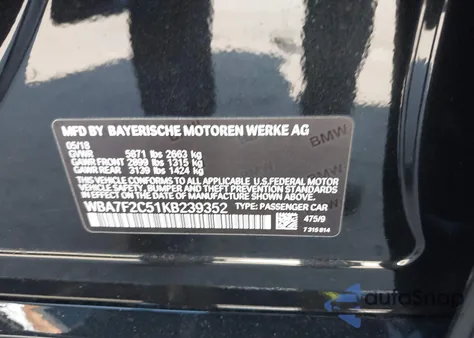 MFD BY BAYERISCHE MOTOREN WERKE AG
05/18
GVWR 5871 lbs 2663 kg
GAWR FRONT 2899 lbs 1315 kg
GAWR REAR 3139 lbs 1424 kg
THIS VEHICLE CONFORMS TO ALL APPLICABLE U.S.FEDERAL MOTOR
VEHICLE SAFETY, BUMPER, AND THEFT PREVENTION STANDARDS
IN EFFECT ON THE DATE OF MANUFACTURE SHOWN ABOVE.
WBA7F2C51KB239352 TYPE: PASSENGER CAR
475/9
7 315 814
BMW
BMW
autoSnap